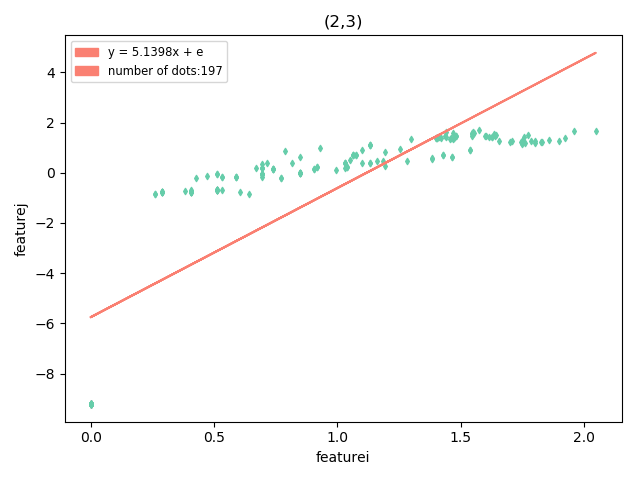 (2,3)
y = 5.1398x + e
number of dots:197
4
2
0
−2
−4
−6
−8
featurej
0.0 0.5 1.0 1.5 2.0
featurei